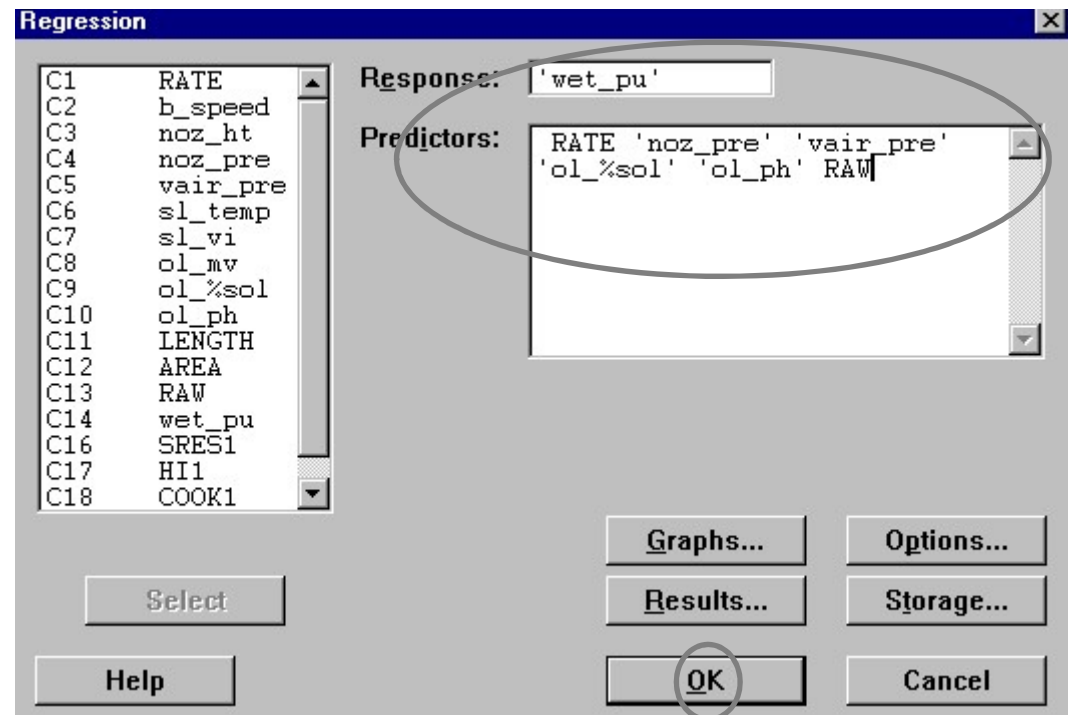 Regression
C1 RATE
C2 b_speed
C3 noz_ht
C4 noz_pre
C5 vair_pre
C6 sl_temp
C7 sl_vi
C8 ol_mv
C9 ol_%sol
C10 ol_ph
C11 LENGTH
C12 AREA
C13 RAW
C14 wet_pu
C16 SRES1
C17 HI1
C18 COOK1
Response: 'wet_pu'
Predictors: RATE 'noz_pre' 'vair_pre'
'ol_%sol' 'ol_ph' RAW
Graphs... Options...
Select Results... Storage...
Help OK Cancel